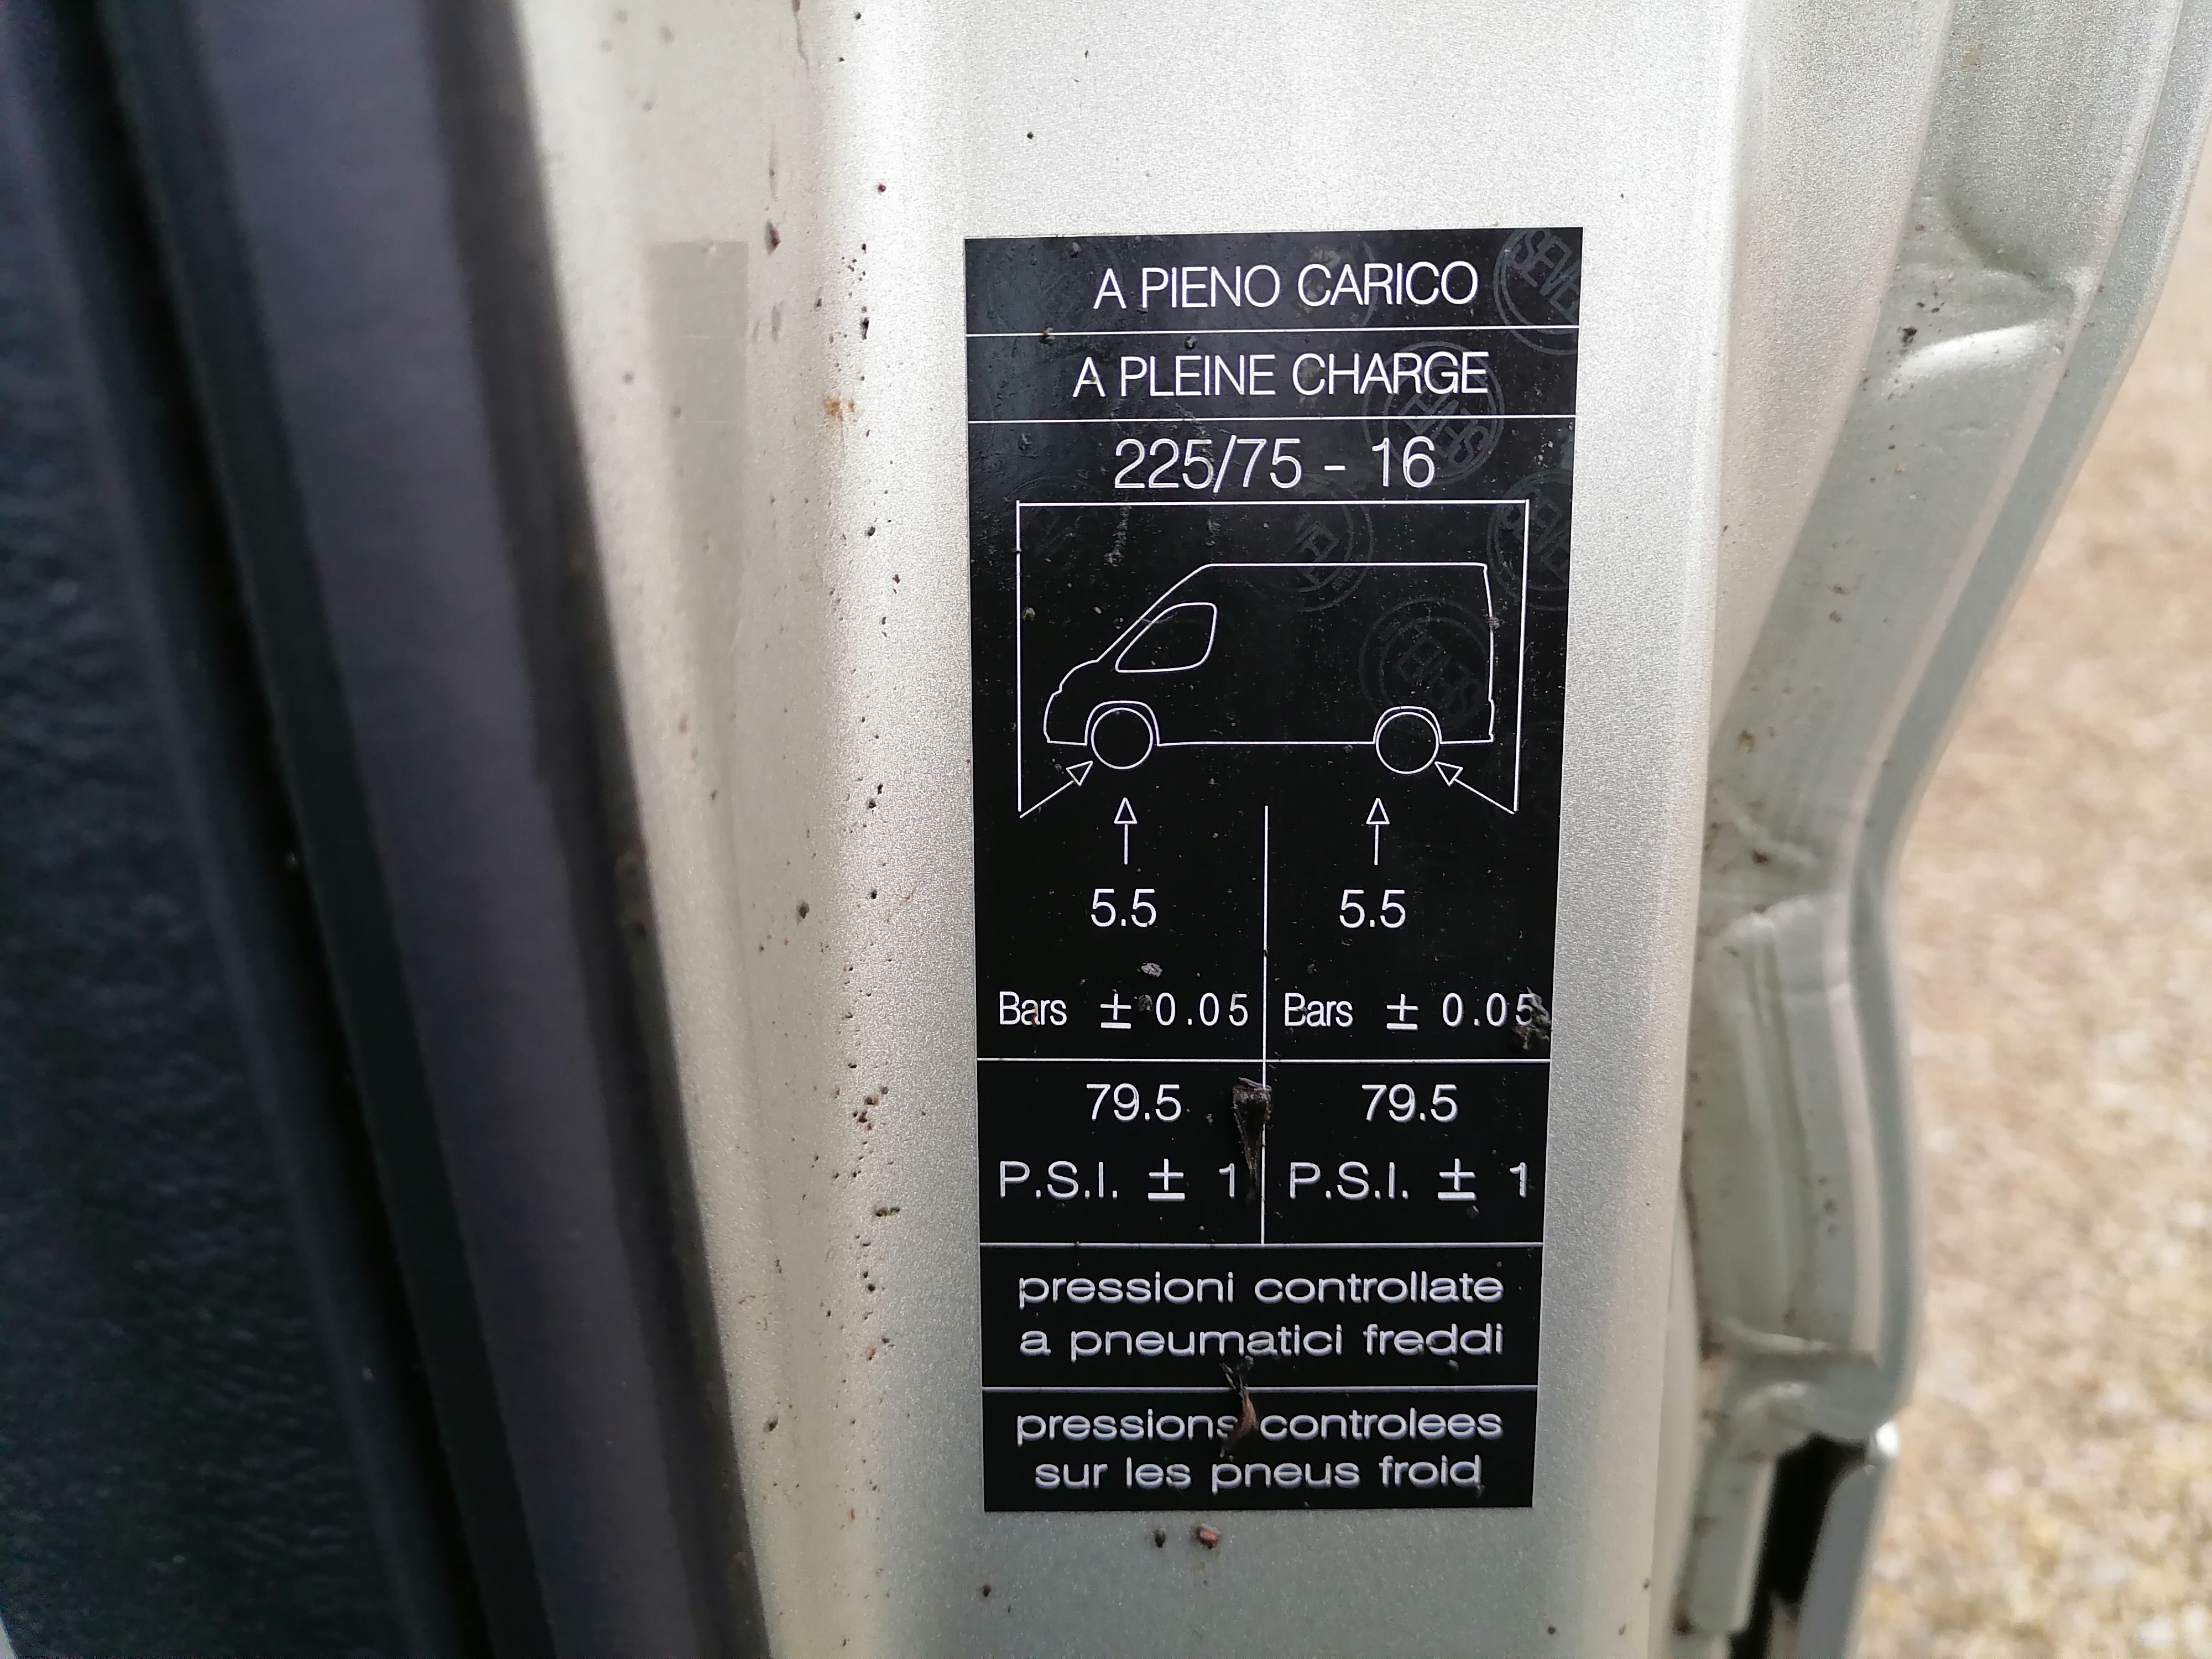 A PIENO CARICO
A PLEINE CHARGE
225/75 - 16
5.5 5.5
Bars ± 0.05 Bars ± 0.05
79.5 79.5
P.S.I. ± 1 P.S.I. ± 1
pressioni controllate
a pneumatici freddi
pressions controlees
sur les pneus froid